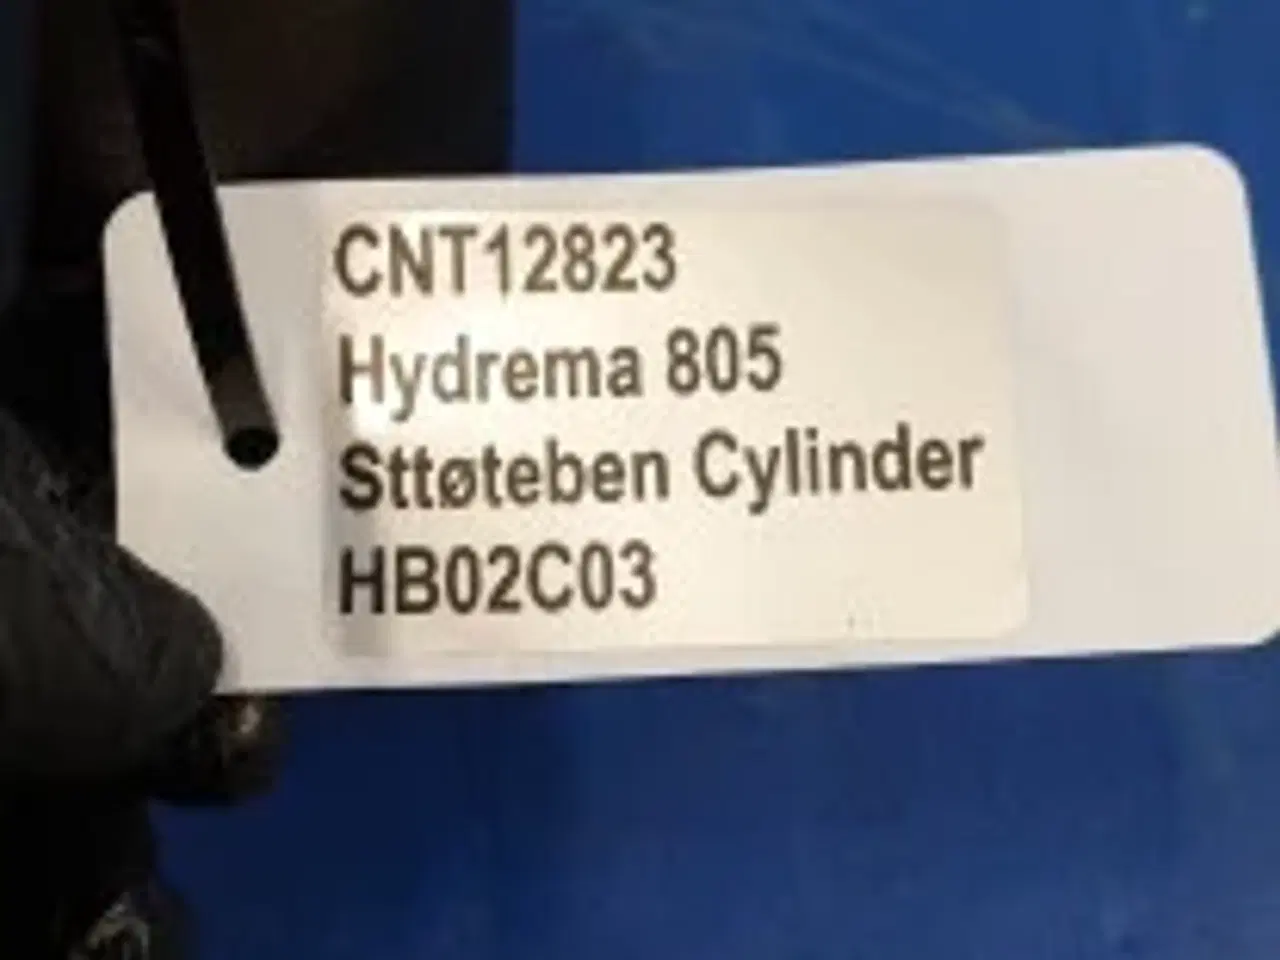 CNT12823
Hydrema 805
Sttøteben Cylinder
HB02C03